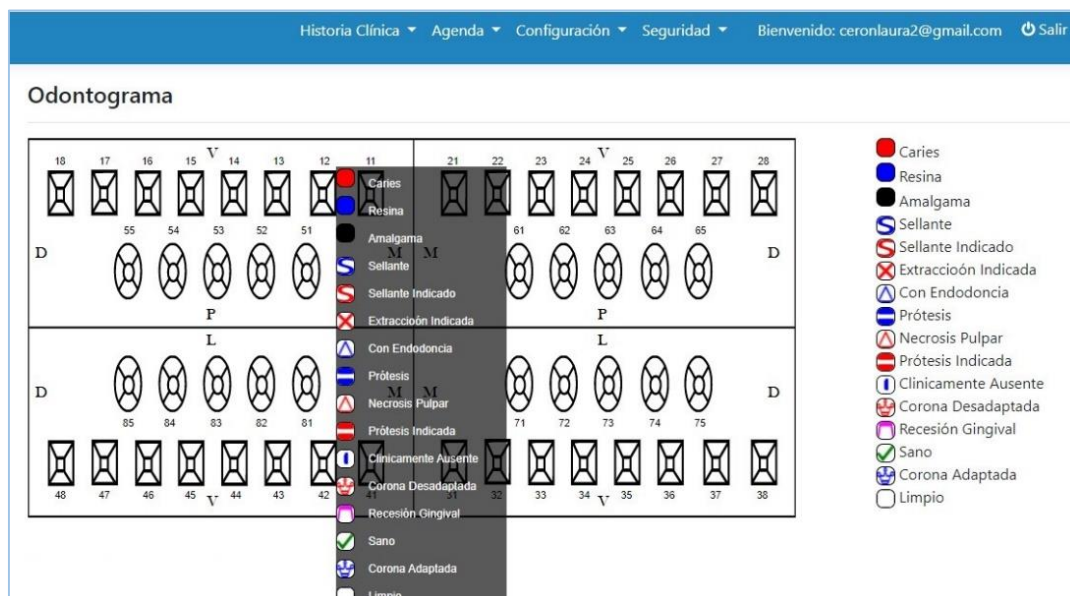 Historia Clínica Agenda Configuración Seguridad Bienvenido: ceronlaura2@gmail.com Salir
Odontograma
V V
18 17 16 15 14 13 12 11 21 22 23 24 25 26 27 28
55 54 53 52 51 61 62 63 64 65
D M M D
P P
L L
D M M D
85 84 83 82 81 71 72 73 74 75
48 47 46 45 44 43 42 41 31 32 33 34 35 36 37 38
V V
Caries
Resina
Amalgama
Sellante
Sellante Indicado
Extraccioón Indicada
Con Endodoncia
Prótesis
Necrosis Pulpar
Prótesis Indicada
Clinicamente Ausente
Corona Desadaptada
Recesión Gingival
Sano
Corona Adaptada
Limpio
Caries
Resina
Amalgama
Sellante
Sellante Indicado
Extraccioón Indicada
Con Endodoncia
Prótesis
Necrosis Pulpar
Prótesis Indicada
Clinicamente Ausente
Corona Desadaptada
Recesión Gingival
Sano
Corona Adaptada
Limpio